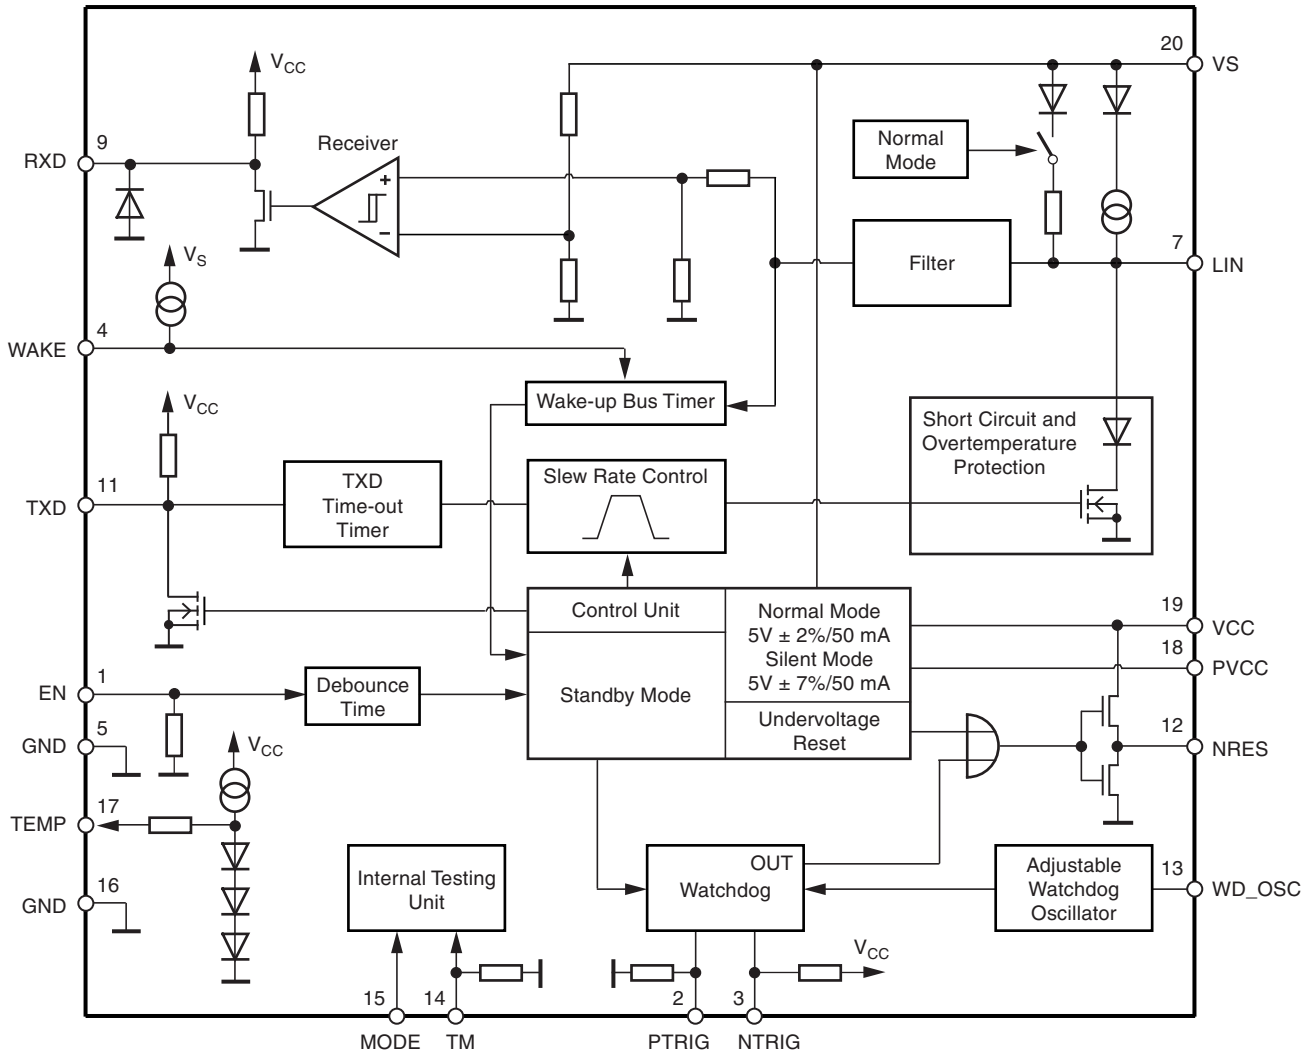 20
VS
VCC
Receiver
Normal
Mode
9
RXD
+
−
7
VS
Filter
LIN
4
WAKE
VCC
Wake-up Bus Timer
Short Circuit and
Overtemperature
Protection
11
TXD
TXD
Time-out
Timer
Slew Rate Control
Control Unit
Normal Mode
5V ± 2%/50 mA
Silent Mode
5V ± 7%/50 mA
19
VCC
18
PVCC
1
EN
Debounce
Time
Standby Mode
5
GND
VCC
Undervoltage
Reset
12
NRES
17
TEMP
16
GND
Internal Testing
Unit
OUT
Watchdog
Adjustable
Watchdog
Oscillator
13
WD_OSC
VCC
15
14
2
3
MODE
TM
PTRIG
NTRIG